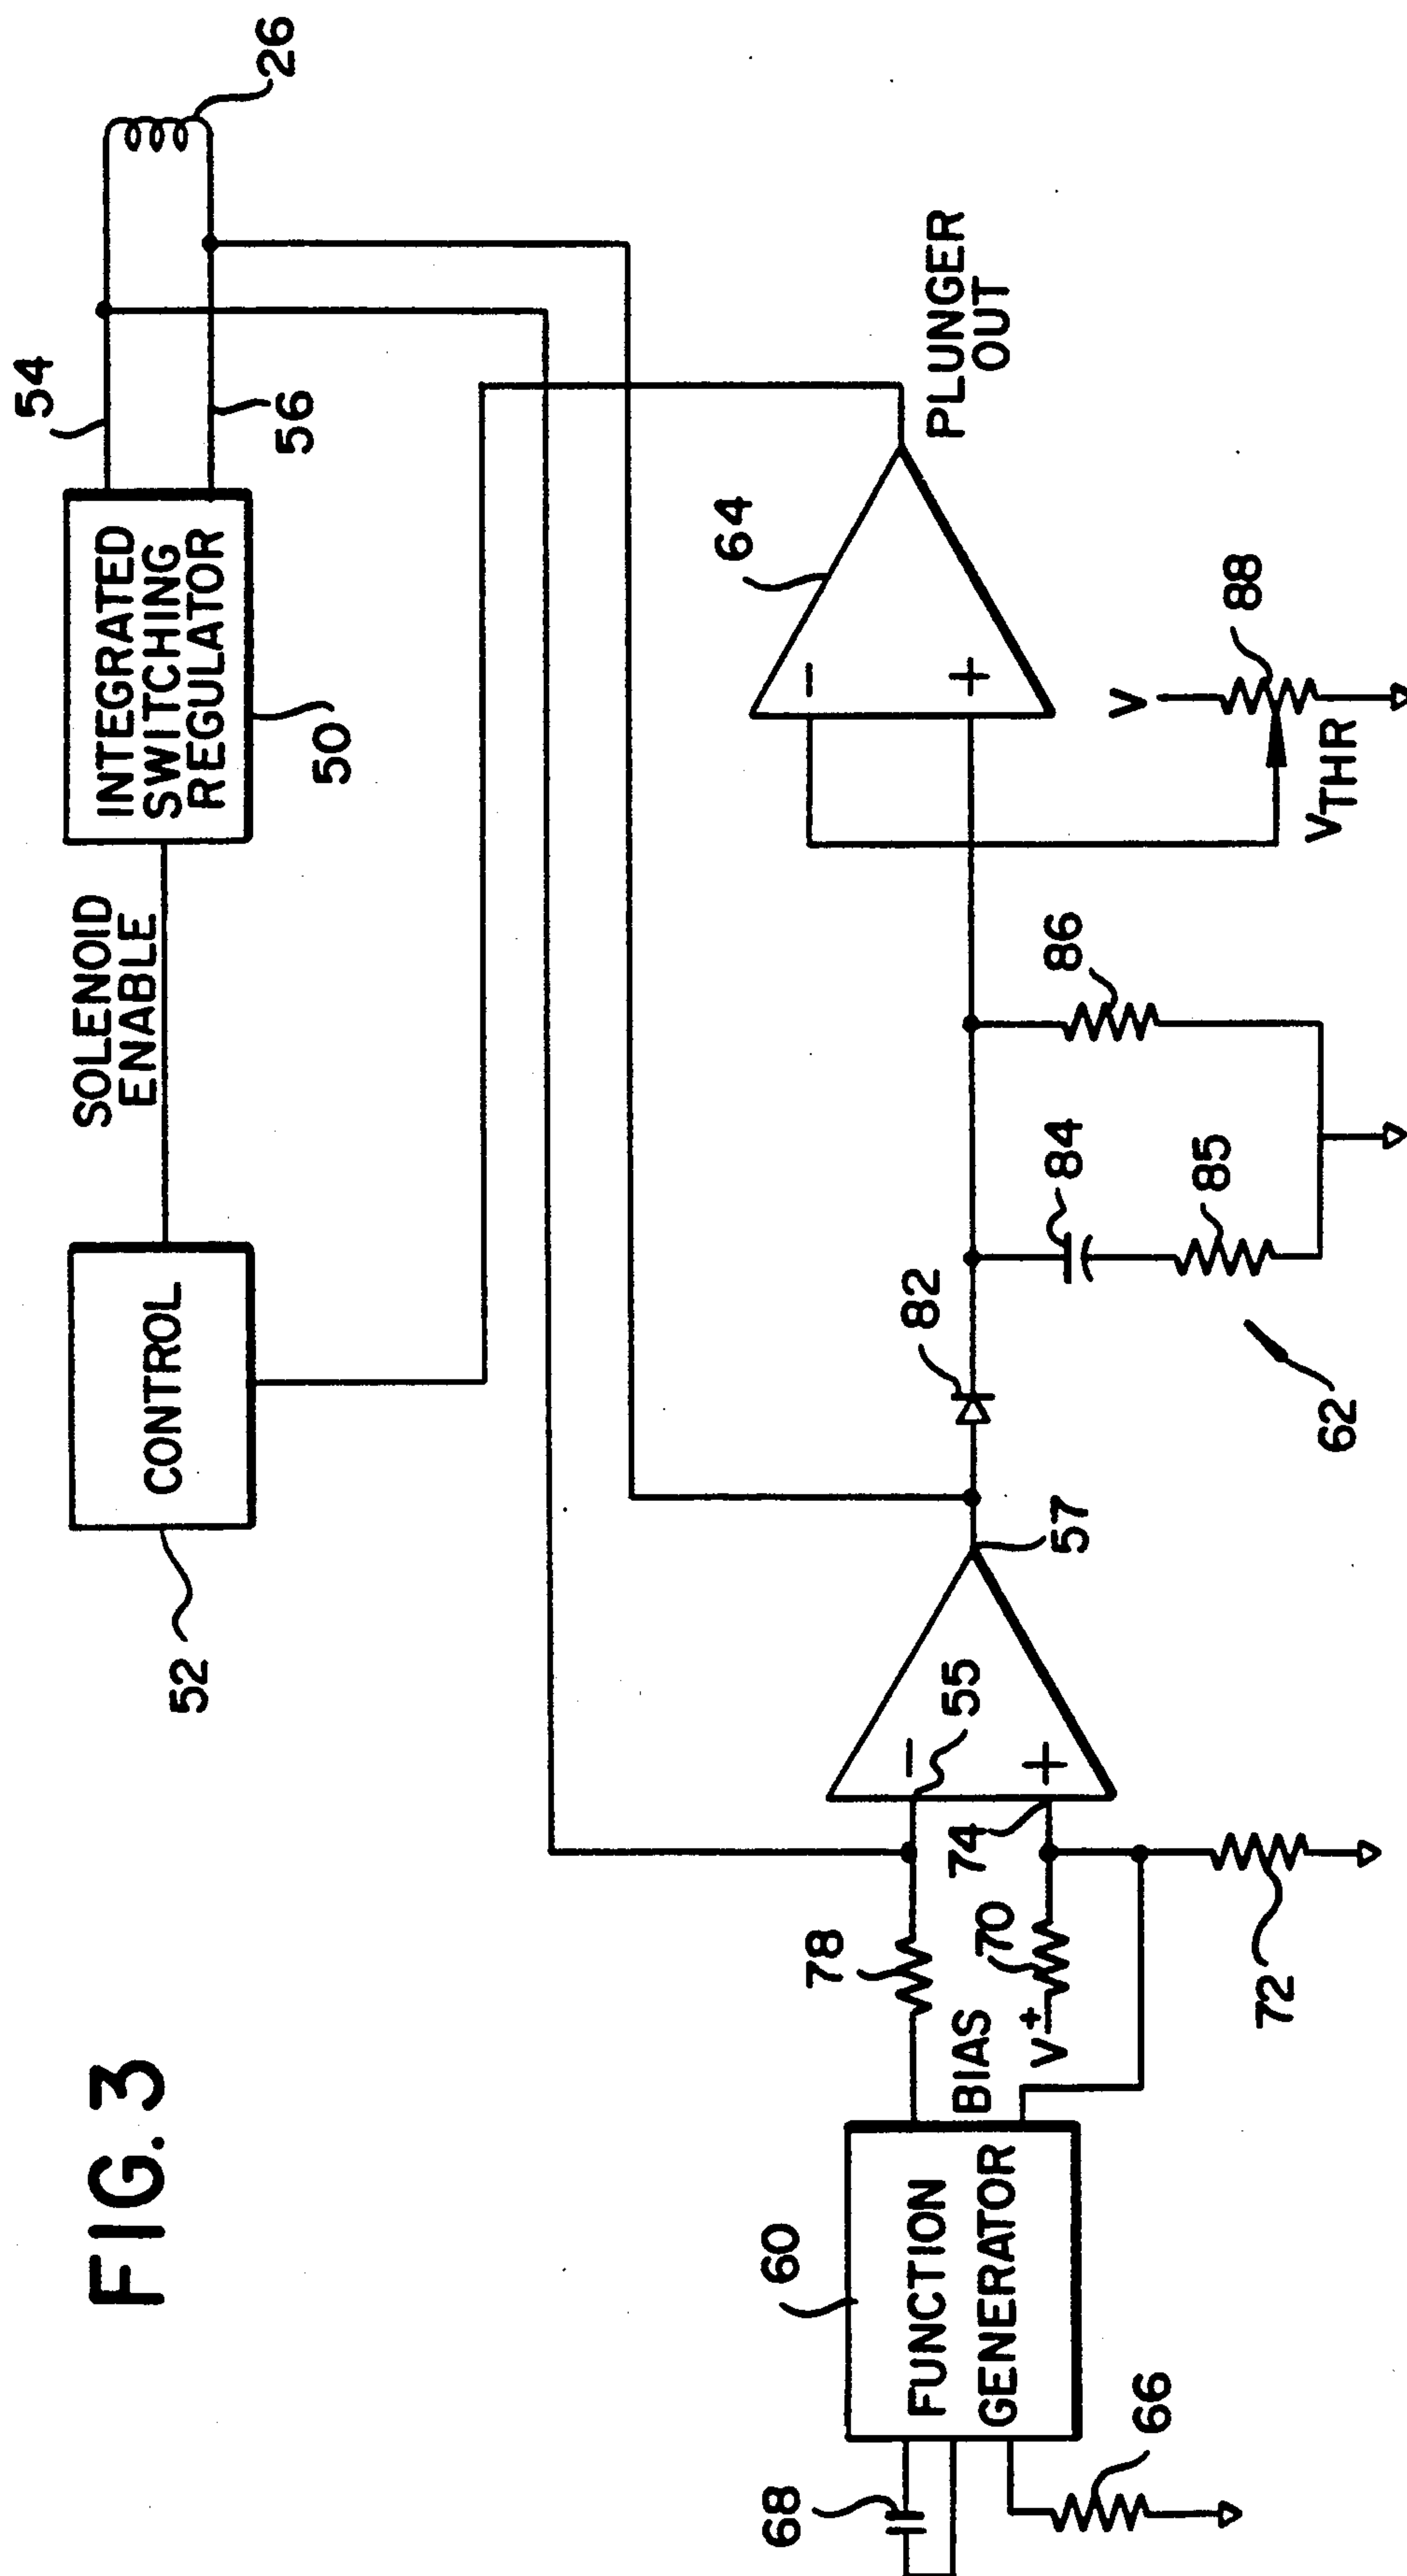 FIG. 3
52
CONTROL
SOLENOID
ENABLE
INTEGRATED
SWITCHING
REGULATOR
50
54
56
26
68
66
60
FUNCTION
GENERATOR
BIAS
78
V+
70
72
74
55
−
+
57
82
62
84
85
86
64
−
+
PLUNGER
OUT
V
VTHR
88